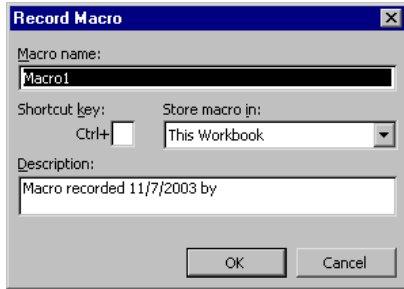 Record Macro
Macro name:
Macro1
Shortcut key: Store macro in:
Ctrl+ This Workbook
Description:
Macro recorded 11/7/2003 by
OK Cancel